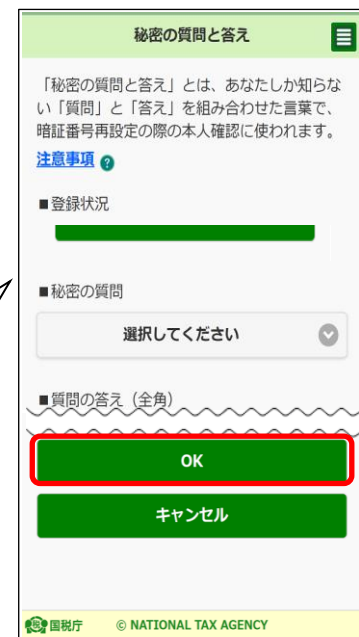 秘密の質問と答え
「秘密の質問と答え」とは、あなたしか知らな
い「質問」と「答え」を組み合わせた言葉で、
暗証番号再設定の際の本人確認に使われます。
注意事項 ?
■登録状況
■秘密の質問
選択してください
■質問の答え（全角）
OK
キャンセル
税 国税庁 © NATIONAL TAX AGENCY